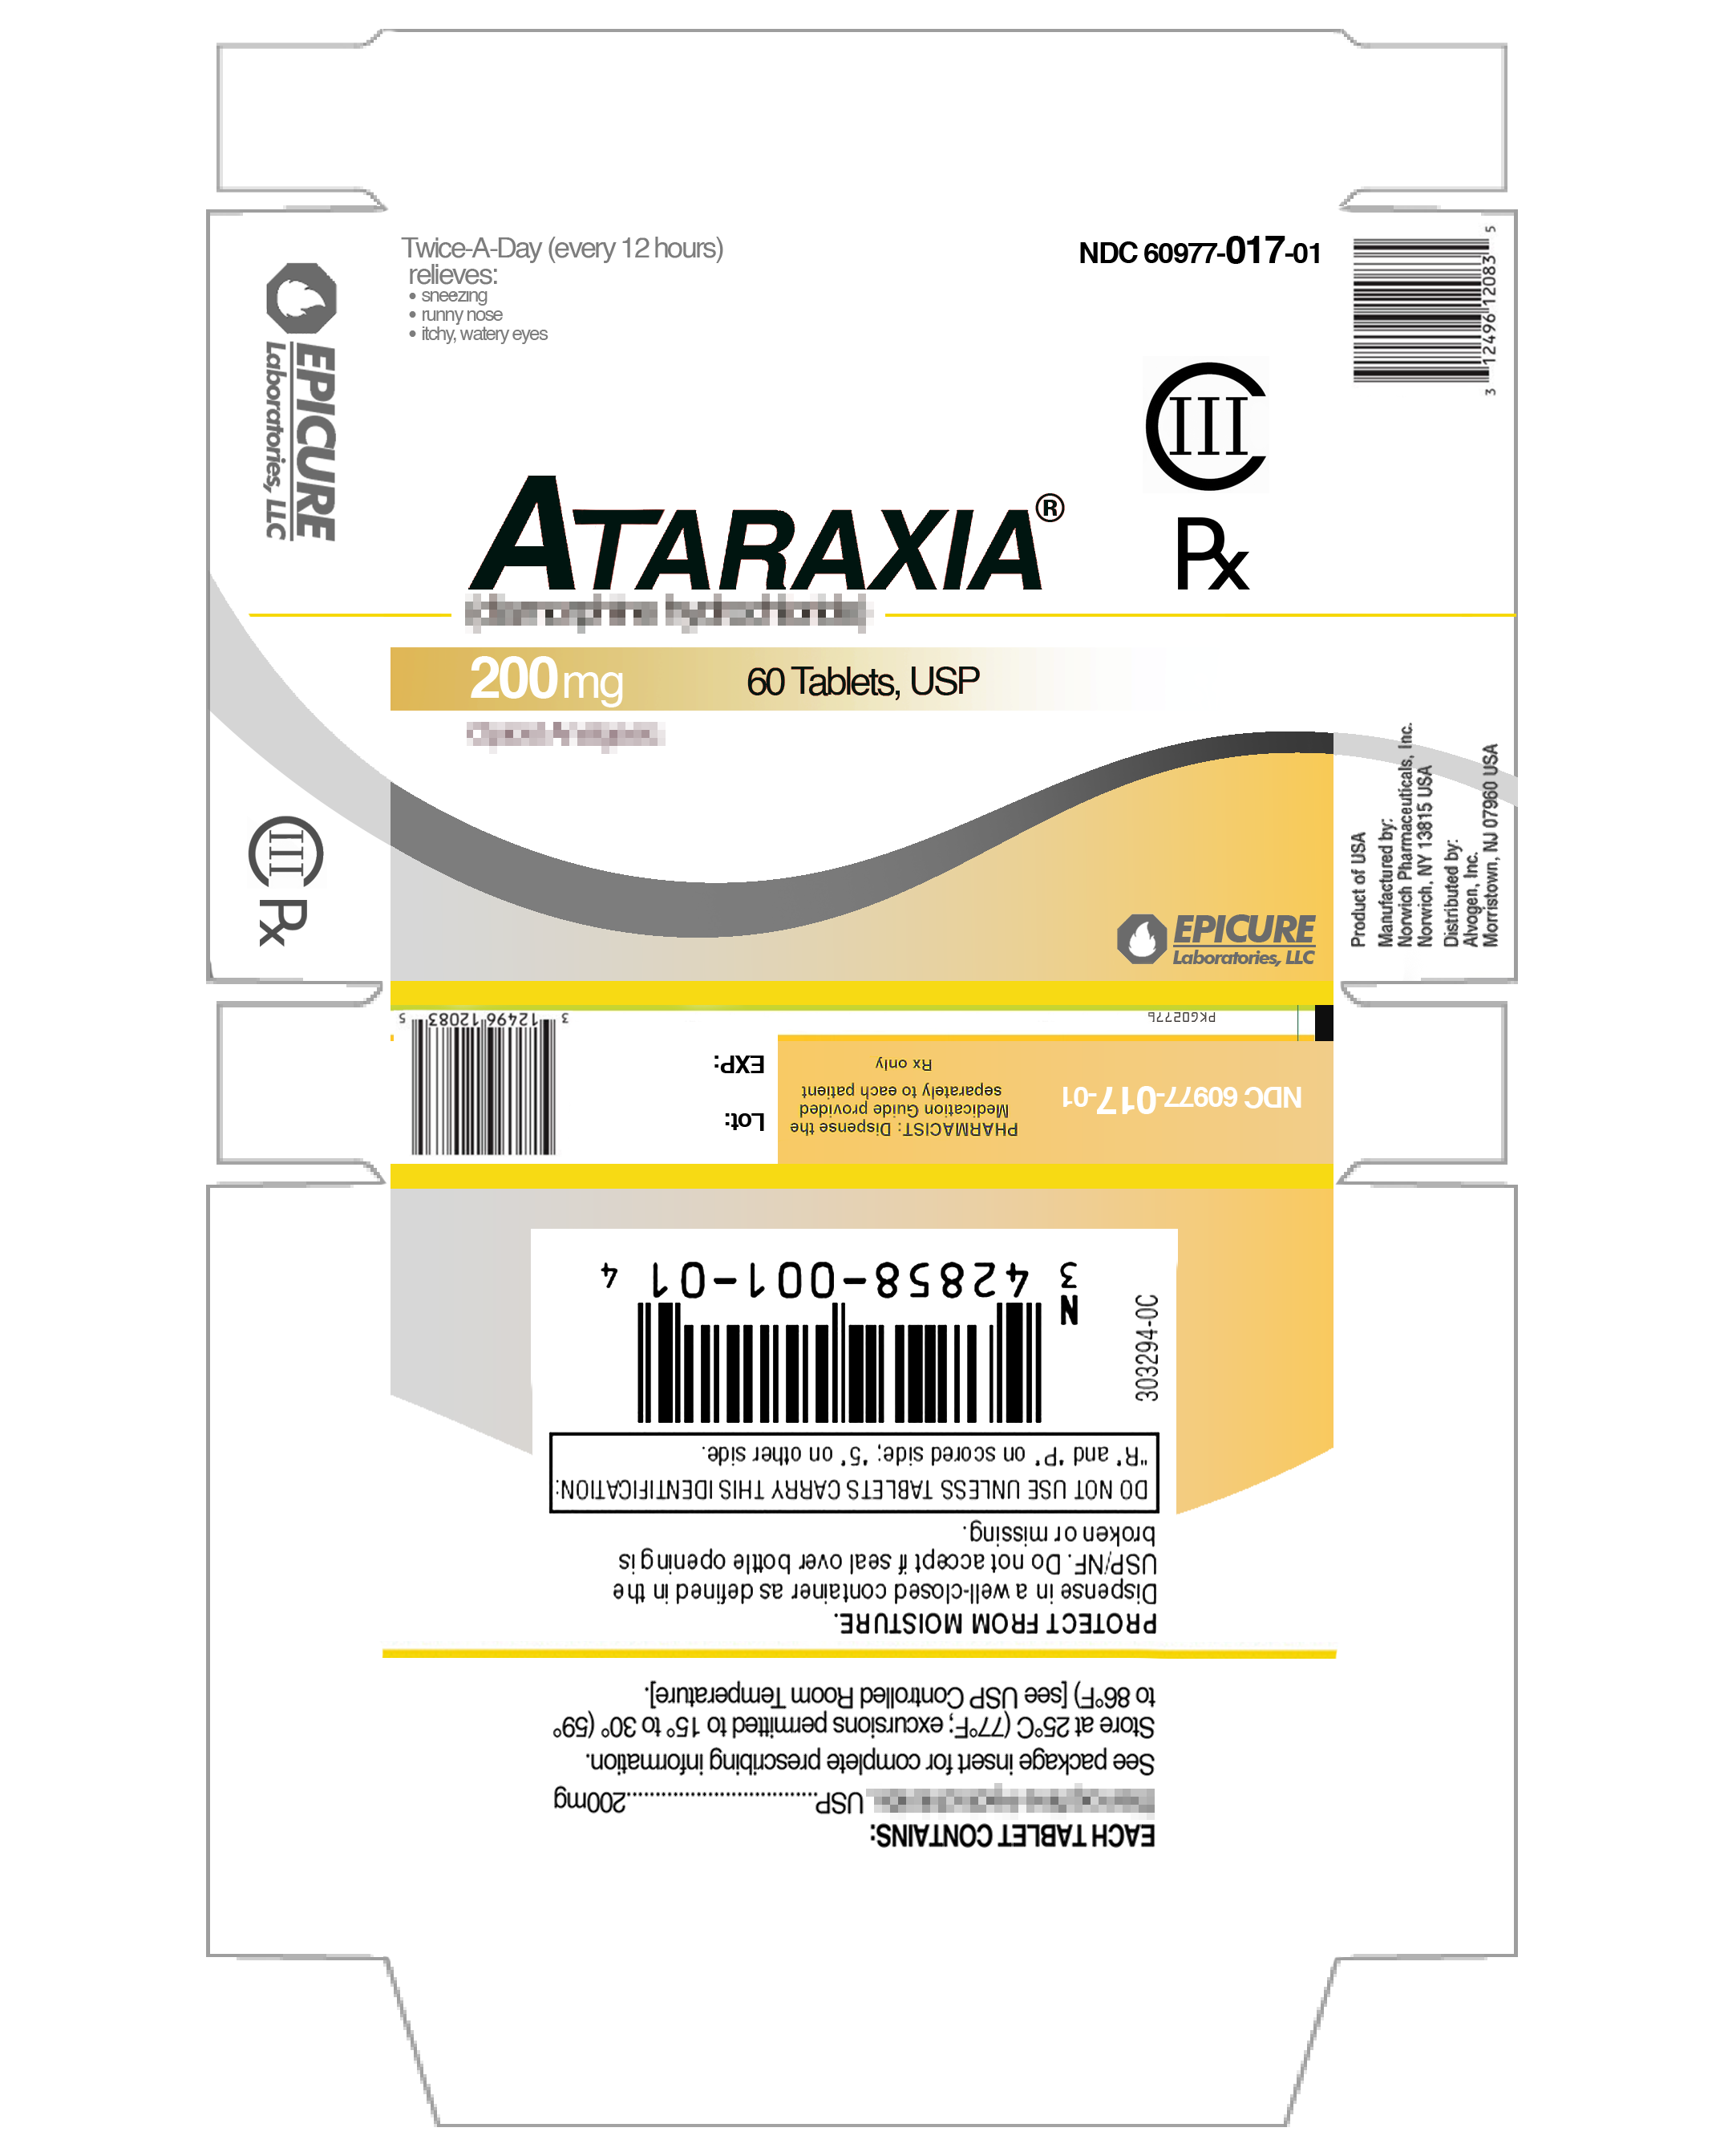 Twice-A-Day (every 12 hours)
relieves:
• sneezing
• runny nose
• itchy, watery eyes
NDC 60977-017-01
3 12496 12083 5
EPICURE
Laboratories, LLC
CIII
Rx
ATARAXIA®
200 mg
60 Tablets, USP
CIII
Rx
EPICURE
Laboratories, LLC
Product of USA
Manufactured by:
Norwich Pharmaceuticals, Inc.
Norwich, NY 13815 USA
Distributed by:
Alvogen, Inc.
Morristown, NJ 07960 USA
3 12496 12083 5
PKG02776
NDC 60977-017-01
PHARMACIST: Dispense the
Medication Guide provided
separately to each patient
Rx only
Lot:
EXP:
EACH TABLET CONTAINS:
USP.................................200mg
See package insert for complete prescribing information.
Store at 25°C (77°F; excursions permitted to 15° to 30° (59°
to 86°F) [see USP Controlled Room Temperature].
PROTECT FROM MOISTURE.
Dispense in a well-closed container as defined in the
USP/NF. Do not accept if seal over bottle opening is
broken or missing.
DO NOT USE UNLESS TABLETS CARRY THIS IDENTIFICATION:
"R" and "P" on scored side; "5" on other side.
N
3 42858-001-01 4
303294-0C